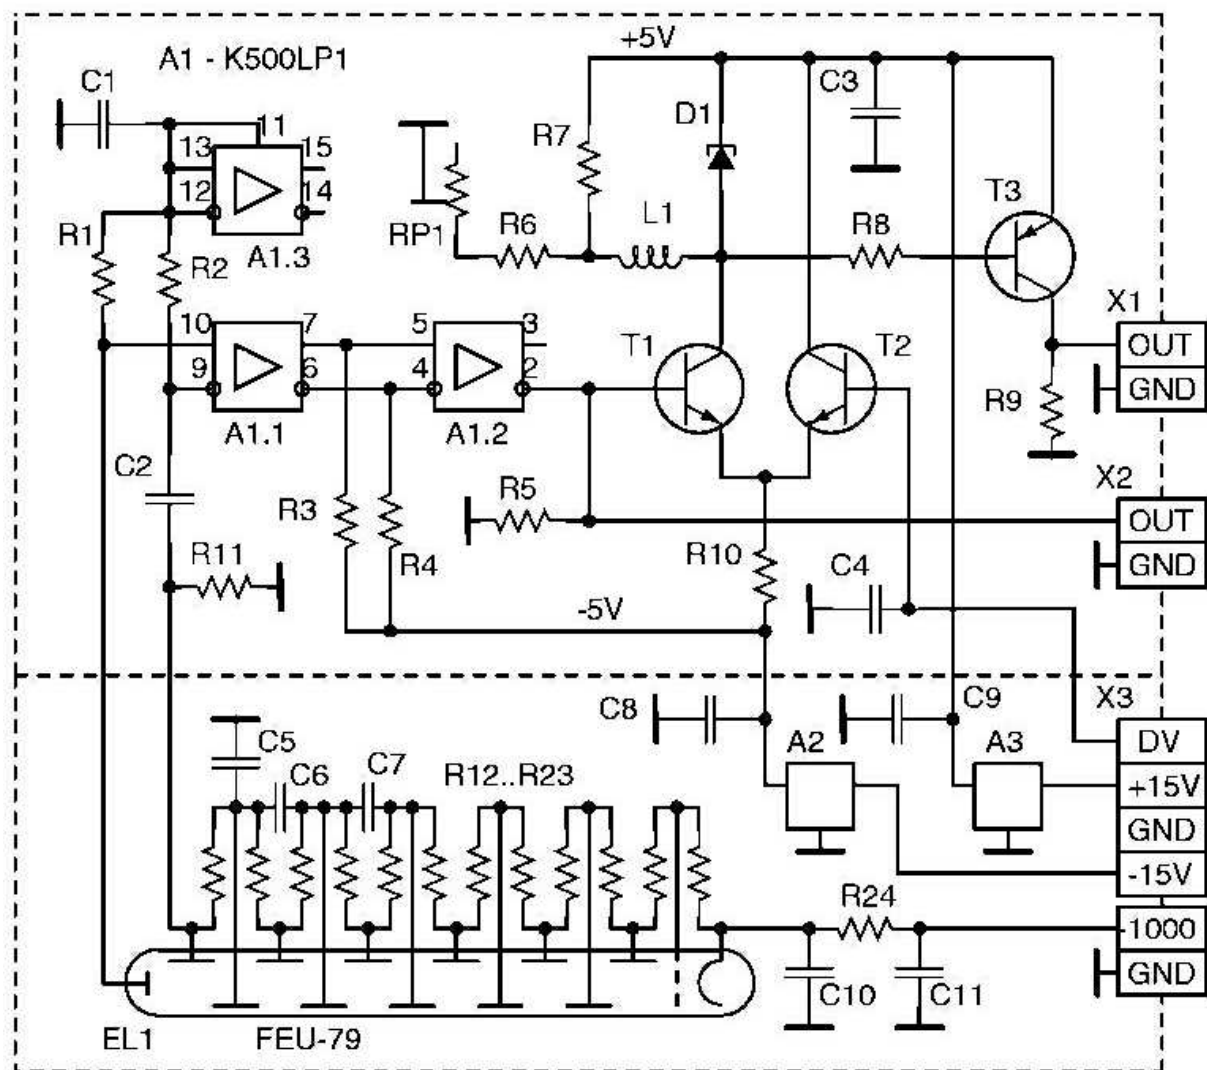 A1 - K500LP1
+5V
C1
C3
11
D1
13
15
R7
12
14
T3
R1
RP1
R6
L1
R8
R2
A1.3
X1
10
7
5
3
T1
T2
OUT
9
6
4
2
GND
R9
A1.1
A1.2
C2
X2
R3
R5
OUT
R11
R4
R10
C4
GND
-5V
C8
C9
X3
C5
A2
A3
DV
C6
C7
R12..R23
+15V
GND
-15V
R24
-1000
C10
C11
GND
EL1
FEU-79